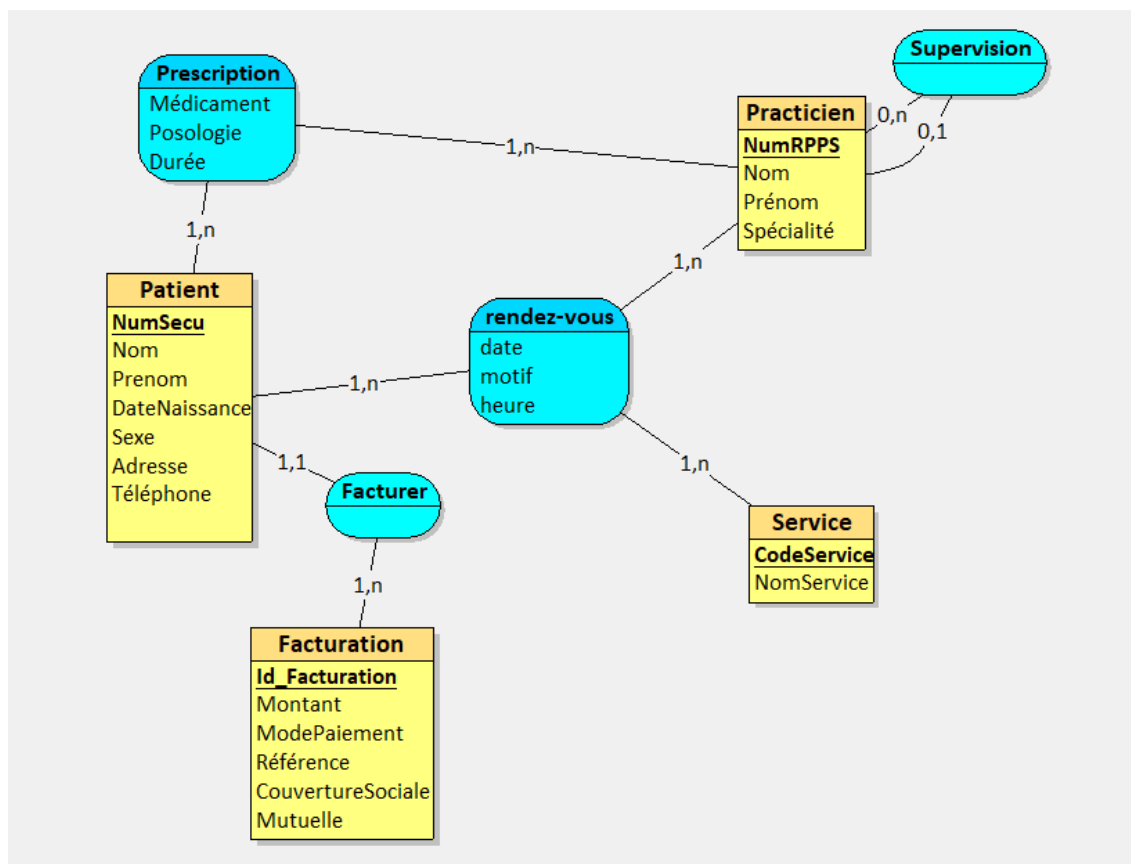 Supervision
Prescription
Médicament
Posologie
Durée
Practicien
NumRPPS
Nom
Prénom
Spécialité
0,n
0,1
1,n
1,n
1,n
Patient
NumSecu
Nom
Prenom
DateNaissance
Sexe
Adresse
Téléphone
rendez-vous
date
motif
heure
1,n
1,1
1,n
Facturer
Service
CodeService
NomService
1,n
Facturation
Id_Facturation
Montant
ModePaiement
Référence
CouvertureSociale
Mutuelle